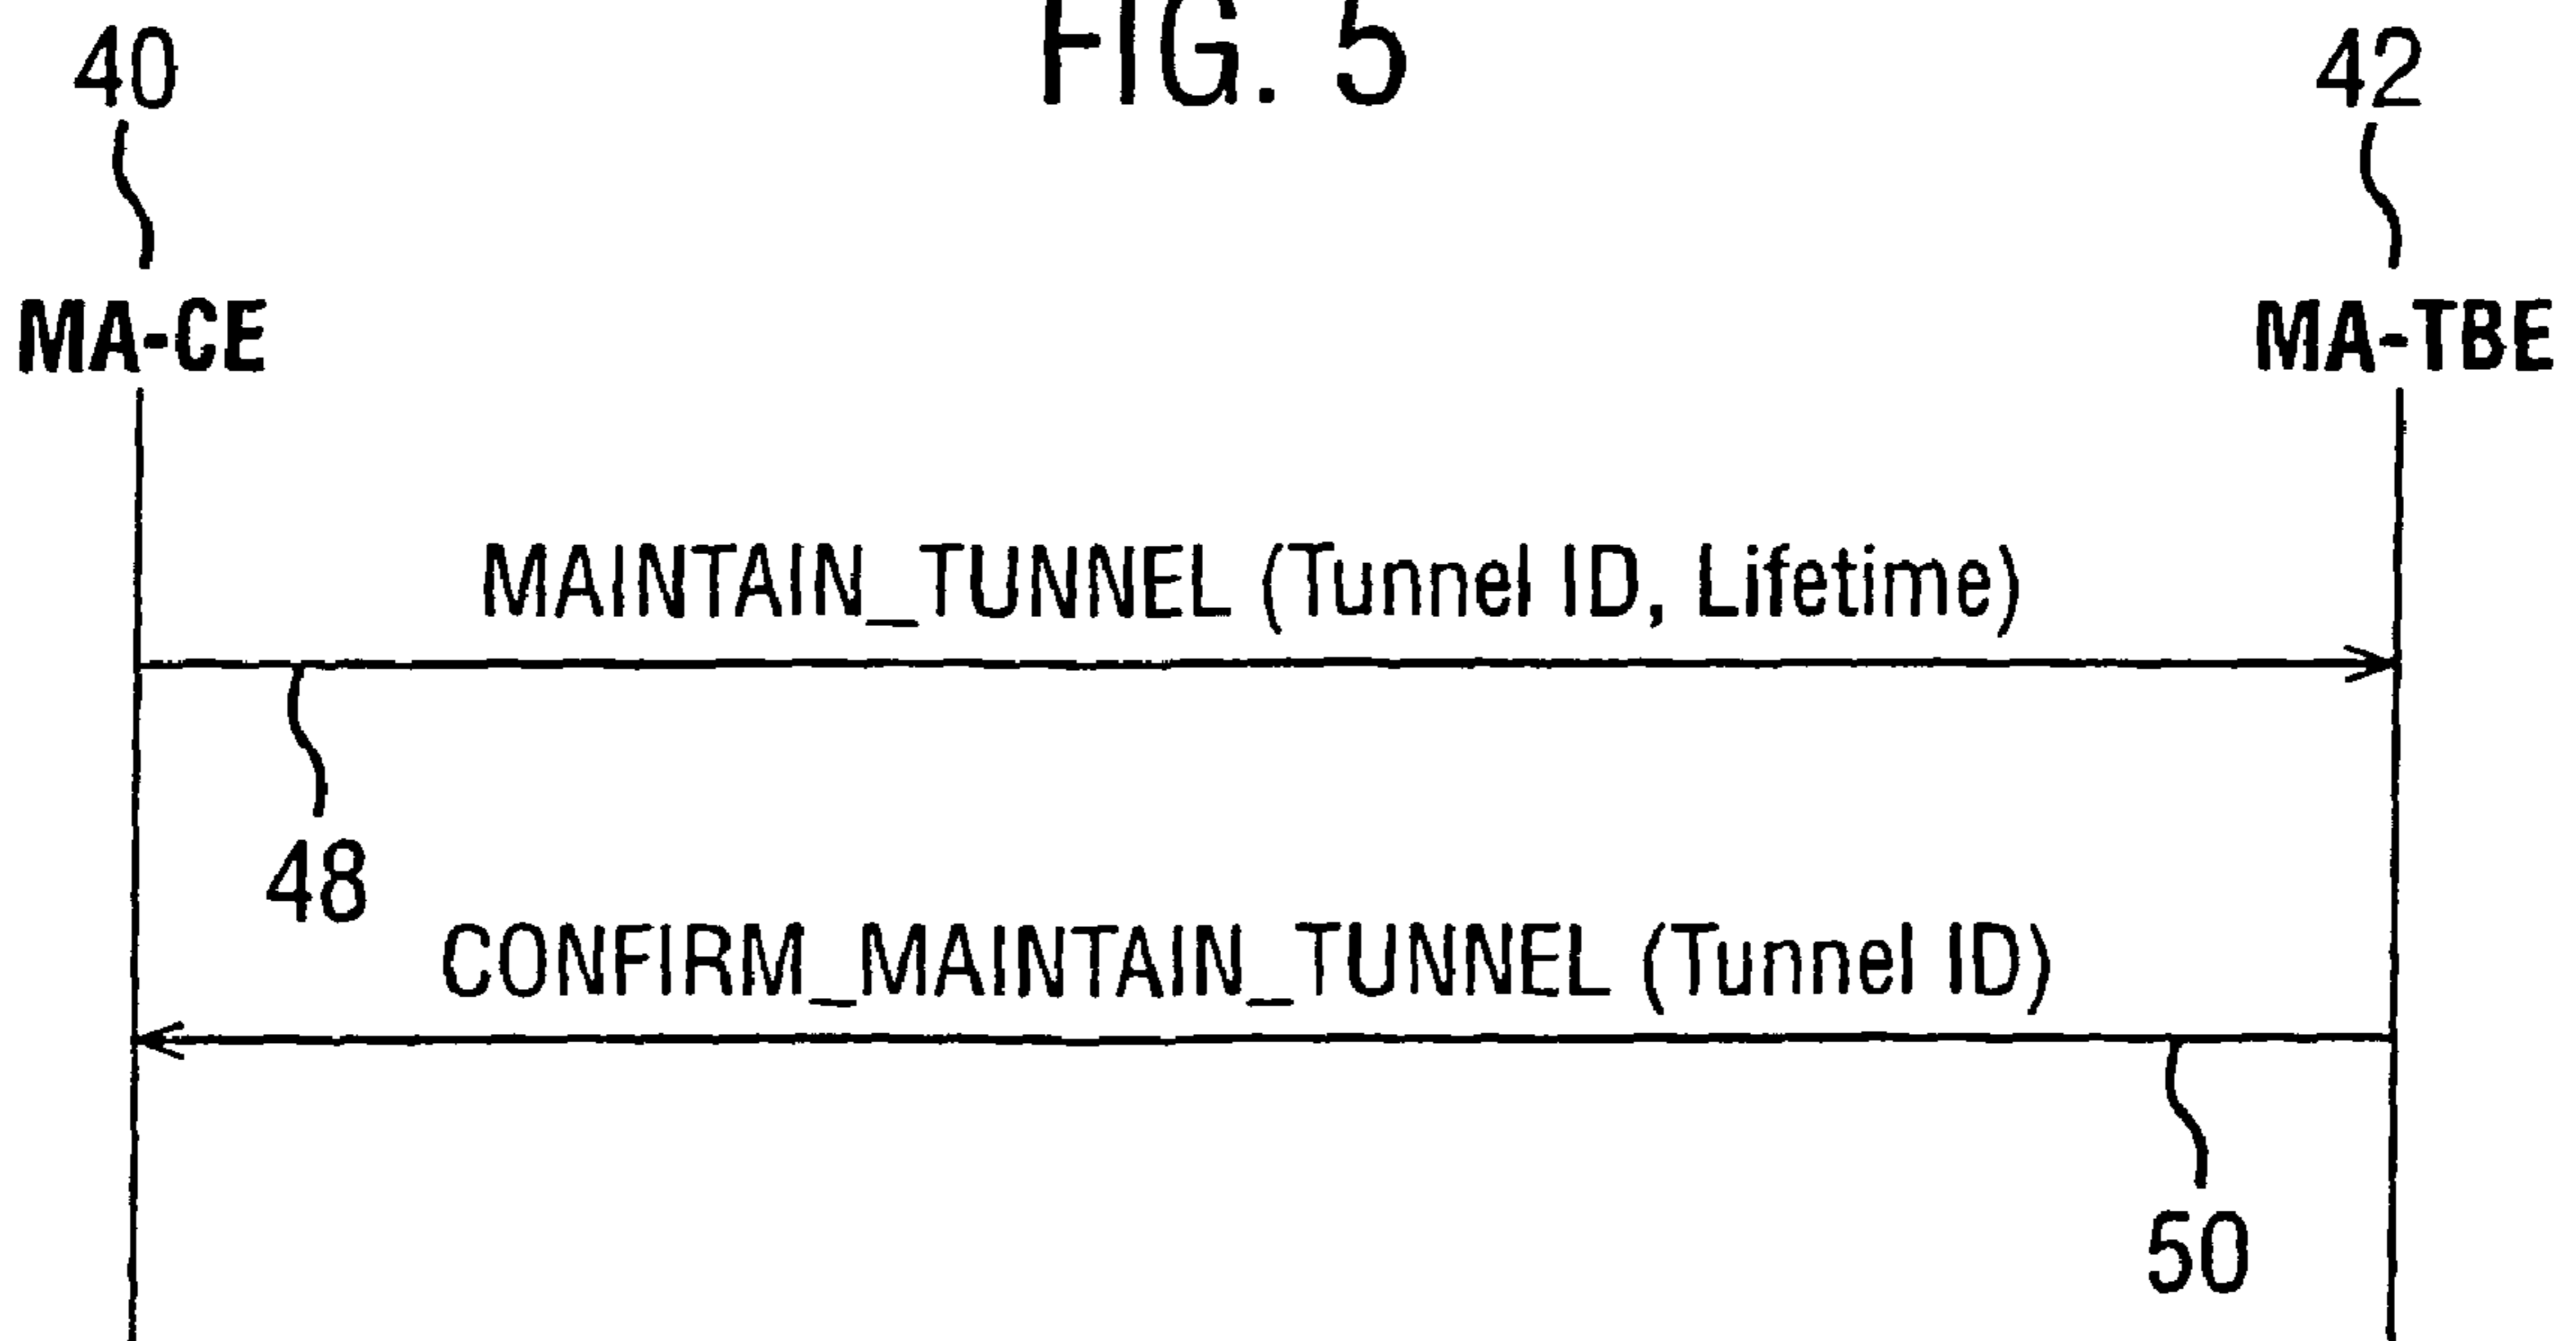 FIG. 5
40
42
MA-CE
MA-TBE
MAINTAIN_TUNNEL (Tunnel ID, Lifetime)
48
CONFIRM_MAINTAIN_TUNNEL (Tunnel ID)
50